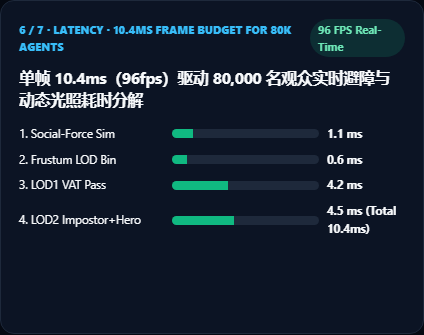 6 / 7 · LATENCY · 10.4MS FRAME BUDGET FOR 80K
AGENTS
96 FPS Real-
Time
单帧 10.4ms（96fps）驱动 80,000 名观众实时避障与
动态光照耗时分解
1. Social-Force Sim
1.1 ms
2. Frustum LOD Bin
0.6 ms
3. LOD1 VAT Pass
4.2 ms
4. LOD2 Impostor+Hero
4.5 ms (Total
10.4ms)